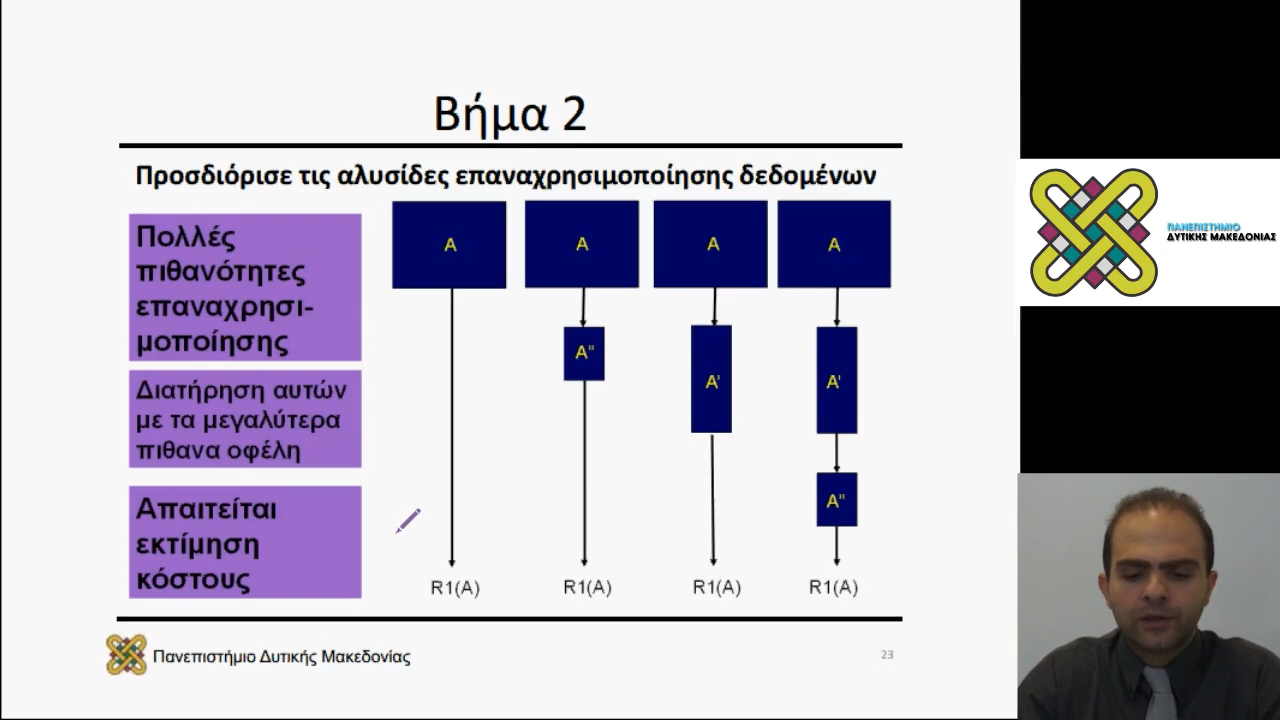 Βήμα 2
Προσδιόρισε τις αλυσίδες επαναχρησιμοποίησης δεδομένων
Πολλές
πιθανότητες
επαναχρησι-
μοποίησης
Διατήρηση αυτών
με τα μεγαλύτερα
πιθανα οφέλη
Απαιτείται
εκτίμηση
κόστους
A A A A
A" A' A'
A"
R1(A) R1(A) R1(A) R1(A)
Πανεπιστήμιο Δυτικής Μακεδονίας
23
ΠΑΝΕΠΙΣΤΗΜΙΟ
ΔΥΤΙΚΗΣ ΜΑΚΕΔΟΝΙΑΣ